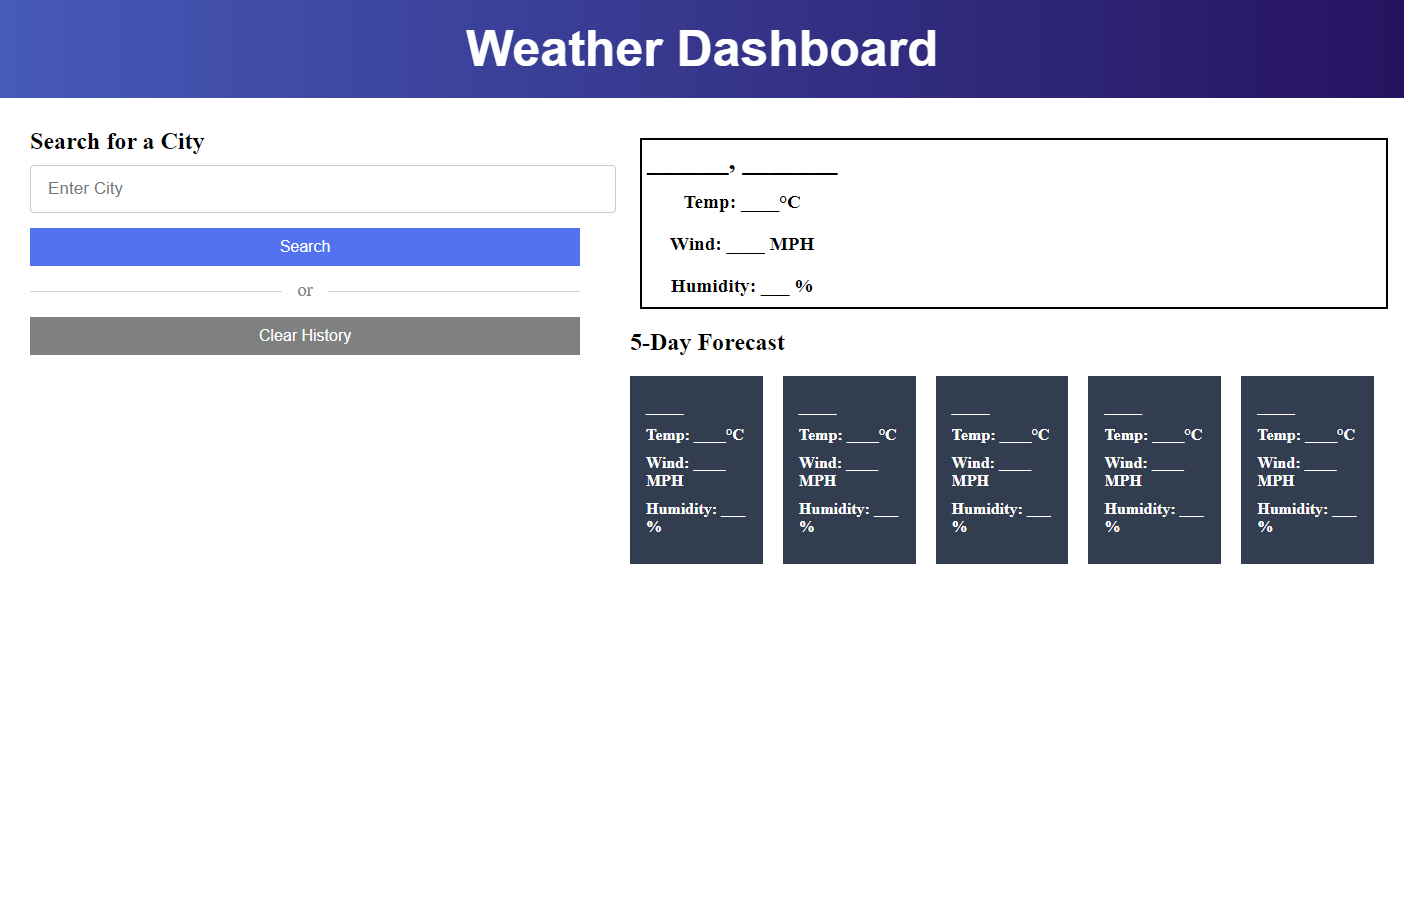 Weather Dashboard
Search for a City
Enter City
Search
or
Clear History
______, _______
Temp: ____°C
Wind: ____ MPH
Humidity: ___ %
5-Day Forecast
_____
Temp: ____°C
Wind: ____
MPH
Humidity: ___
%
_____
Temp: ____°C
Wind: ____
MPH
Humidity: ___
%
_____
Temp: ____°C
Wind: ____
MPH
Humidity: ___
%
_____
Temp: ____°C
Wind: ____
MPH
Humidity: ___
%
_____
Temp: ____°C
Wind: ____
MPH
Humidity: ___
%